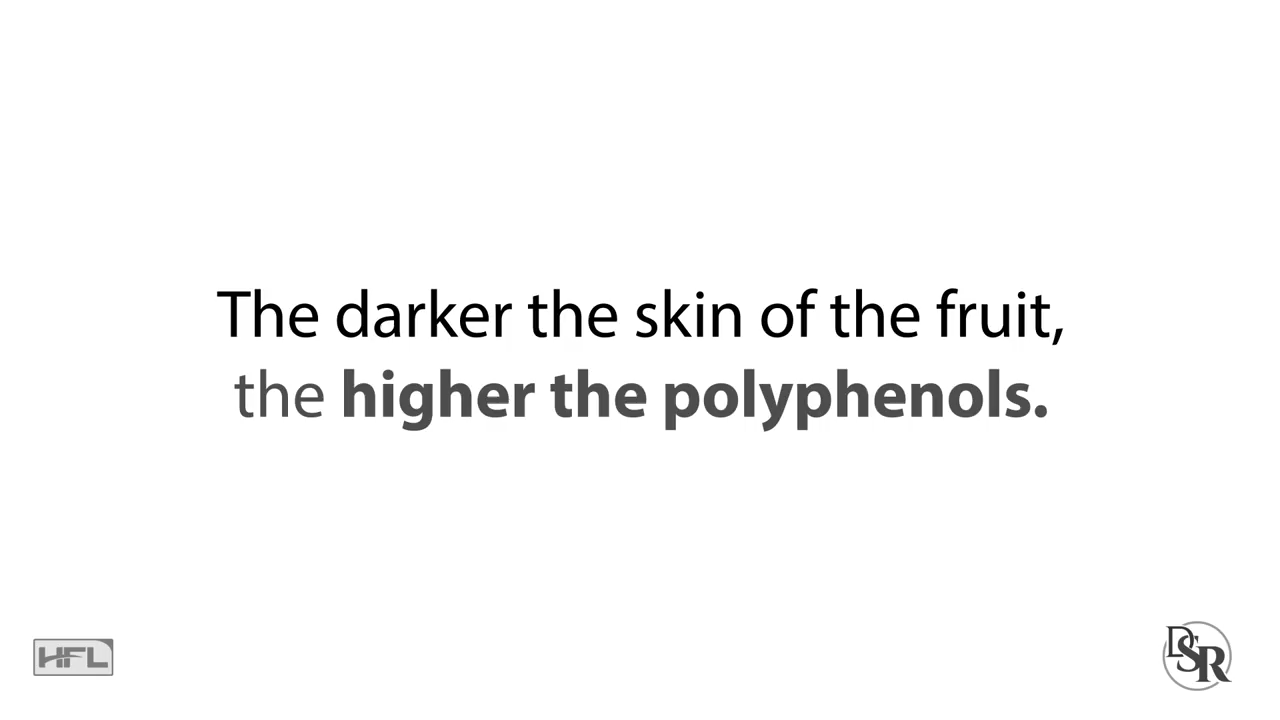 The darker the skin of the fruit,
the higher the polyphenols.
HFL
DSR